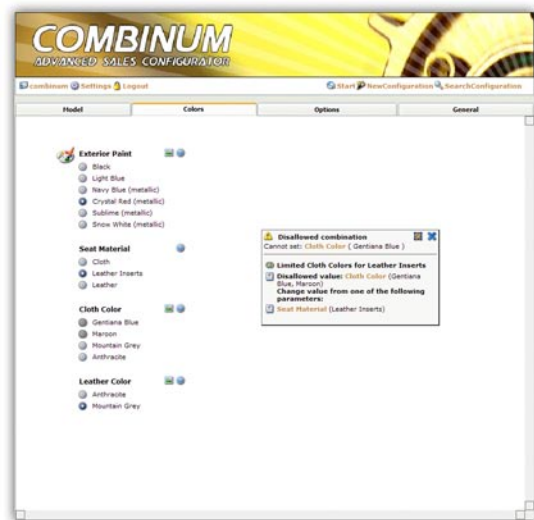 COMBINUM
ADVANCED SALES CONFIGURATOR
combinum Settings Logout Start NewConfiguration SearchConfiguration
Model Colors Options General
Exterior Paint
Black
Light Blue
Navy Blue (metallic)
Crystal Red (metallic)
Sublime (metallic)
Snow White (metallic)
Seat Material
Cloth
Leather Inserts
Leather
Cloth Color
Gentiana Blue
Maroon
Mountain Grey
Anthracite
Leather Color
Anthracite
Mountain Grey
Disallowed combination
Cannot set: Cloth Color ( Gentiana Blue )
Limited Cloth Colors for Leather Inserts
Disallowed value: Cloth Color (Gentiana
Blue, Maroon)
Change value from one of the following
parameters:
Seat Material (Leather Inserts)